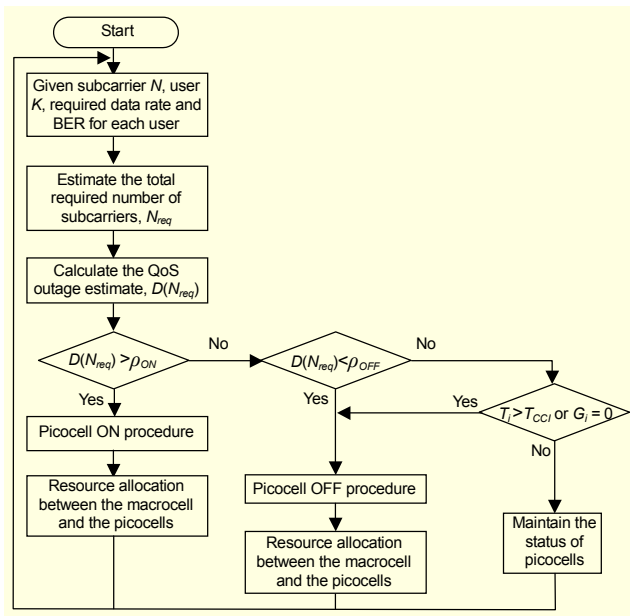 Start
Given subcarrier N, user
K, required data rate and
BER for each user
Estimate the total
required number of
subcarriers, Nreq
Calculate the QoS
outage estimate, D(Nreq)
D(Nreq) >ρON
No
D(Nreq)<ρOFF
No
Yes
Yes
Yes
Ti>TCCI or Gi = 0
No
Picocell ON procedure
Resource allocation
between the macrocell
and the picocells
Picocell OFF procedure
Resource allocation
between the macrocell
and the picocells
Maintain the
status of
picocells